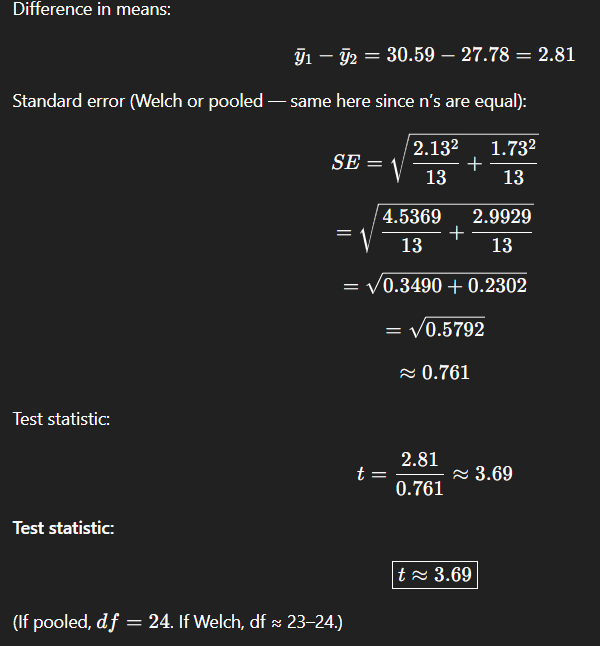 Difference in means:
ȳ₁ − ȳ₂ = 30.59 − 27.78 = 2.81
Standard error (Welch or pooled — same here since n’s are equal):
SE = √(2.13²/13 + 1.73²/13)
= √(4.5369/13 + 2.9929/13)
= √(0.3490 + 0.2302)
= √0.5792
≈ 0.761
Test statistic:
t = 2.81/0.761 ≈ 3.69
Test statistic:
t ≈ 3.69
(If pooled, df = 24. If Welch, df ≈ 23–24.)